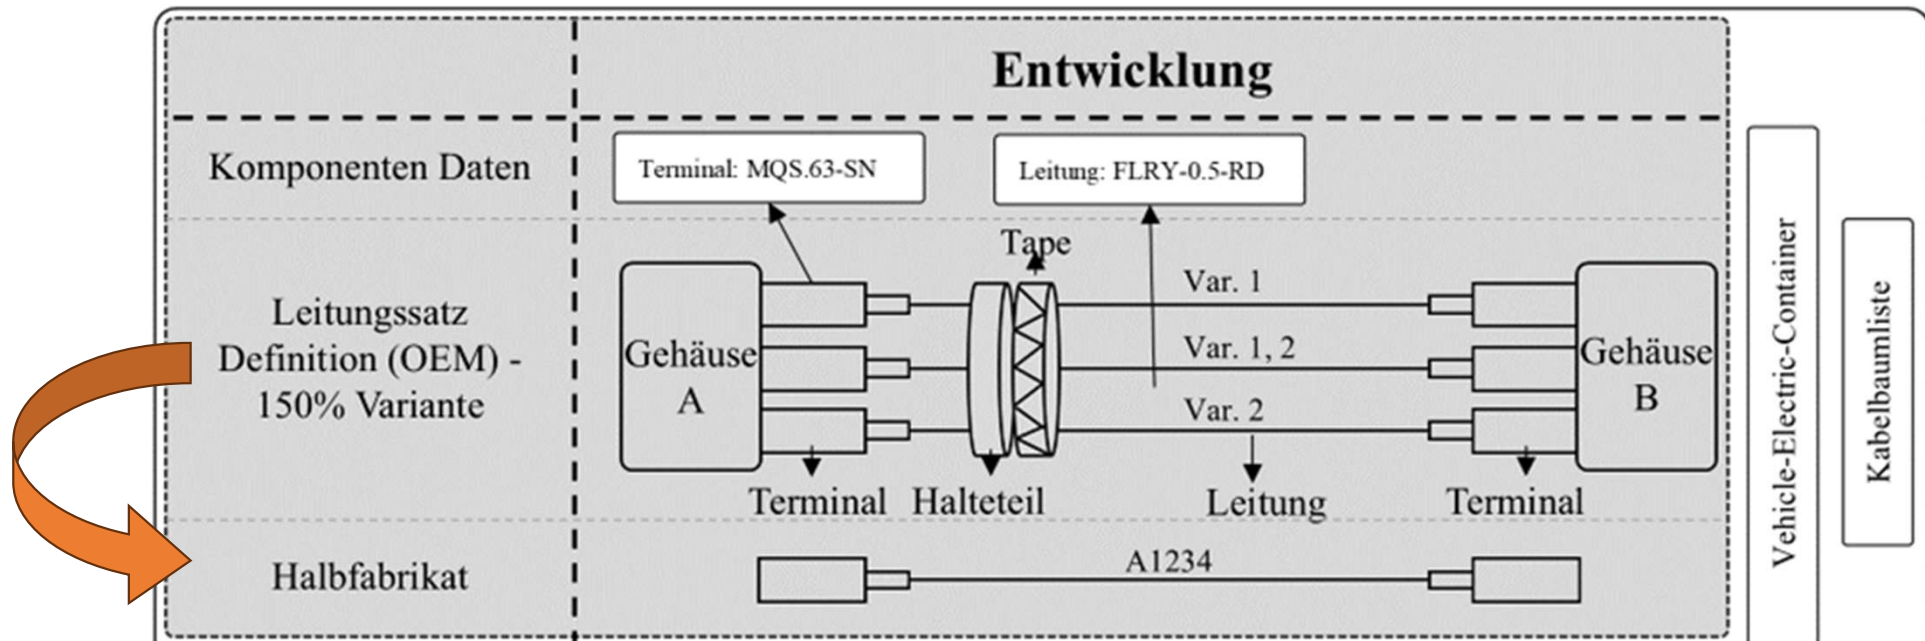 Entwicklung
Komponenten Daten
Terminal: MQS.63-SN
Leitung: FLRY-0.5-RD
Tape
Leitungssatz
Definition (OEM) -
150% Variante
Gehäuse
A
Var. 1
Var. 1, 2
Var. 2
Gehäuse
B
Terminal
Halteteil
Leitung
Terminal
Halbfabrikat
A1234
Vehicle-Electric-Container
Kabelbaumliste